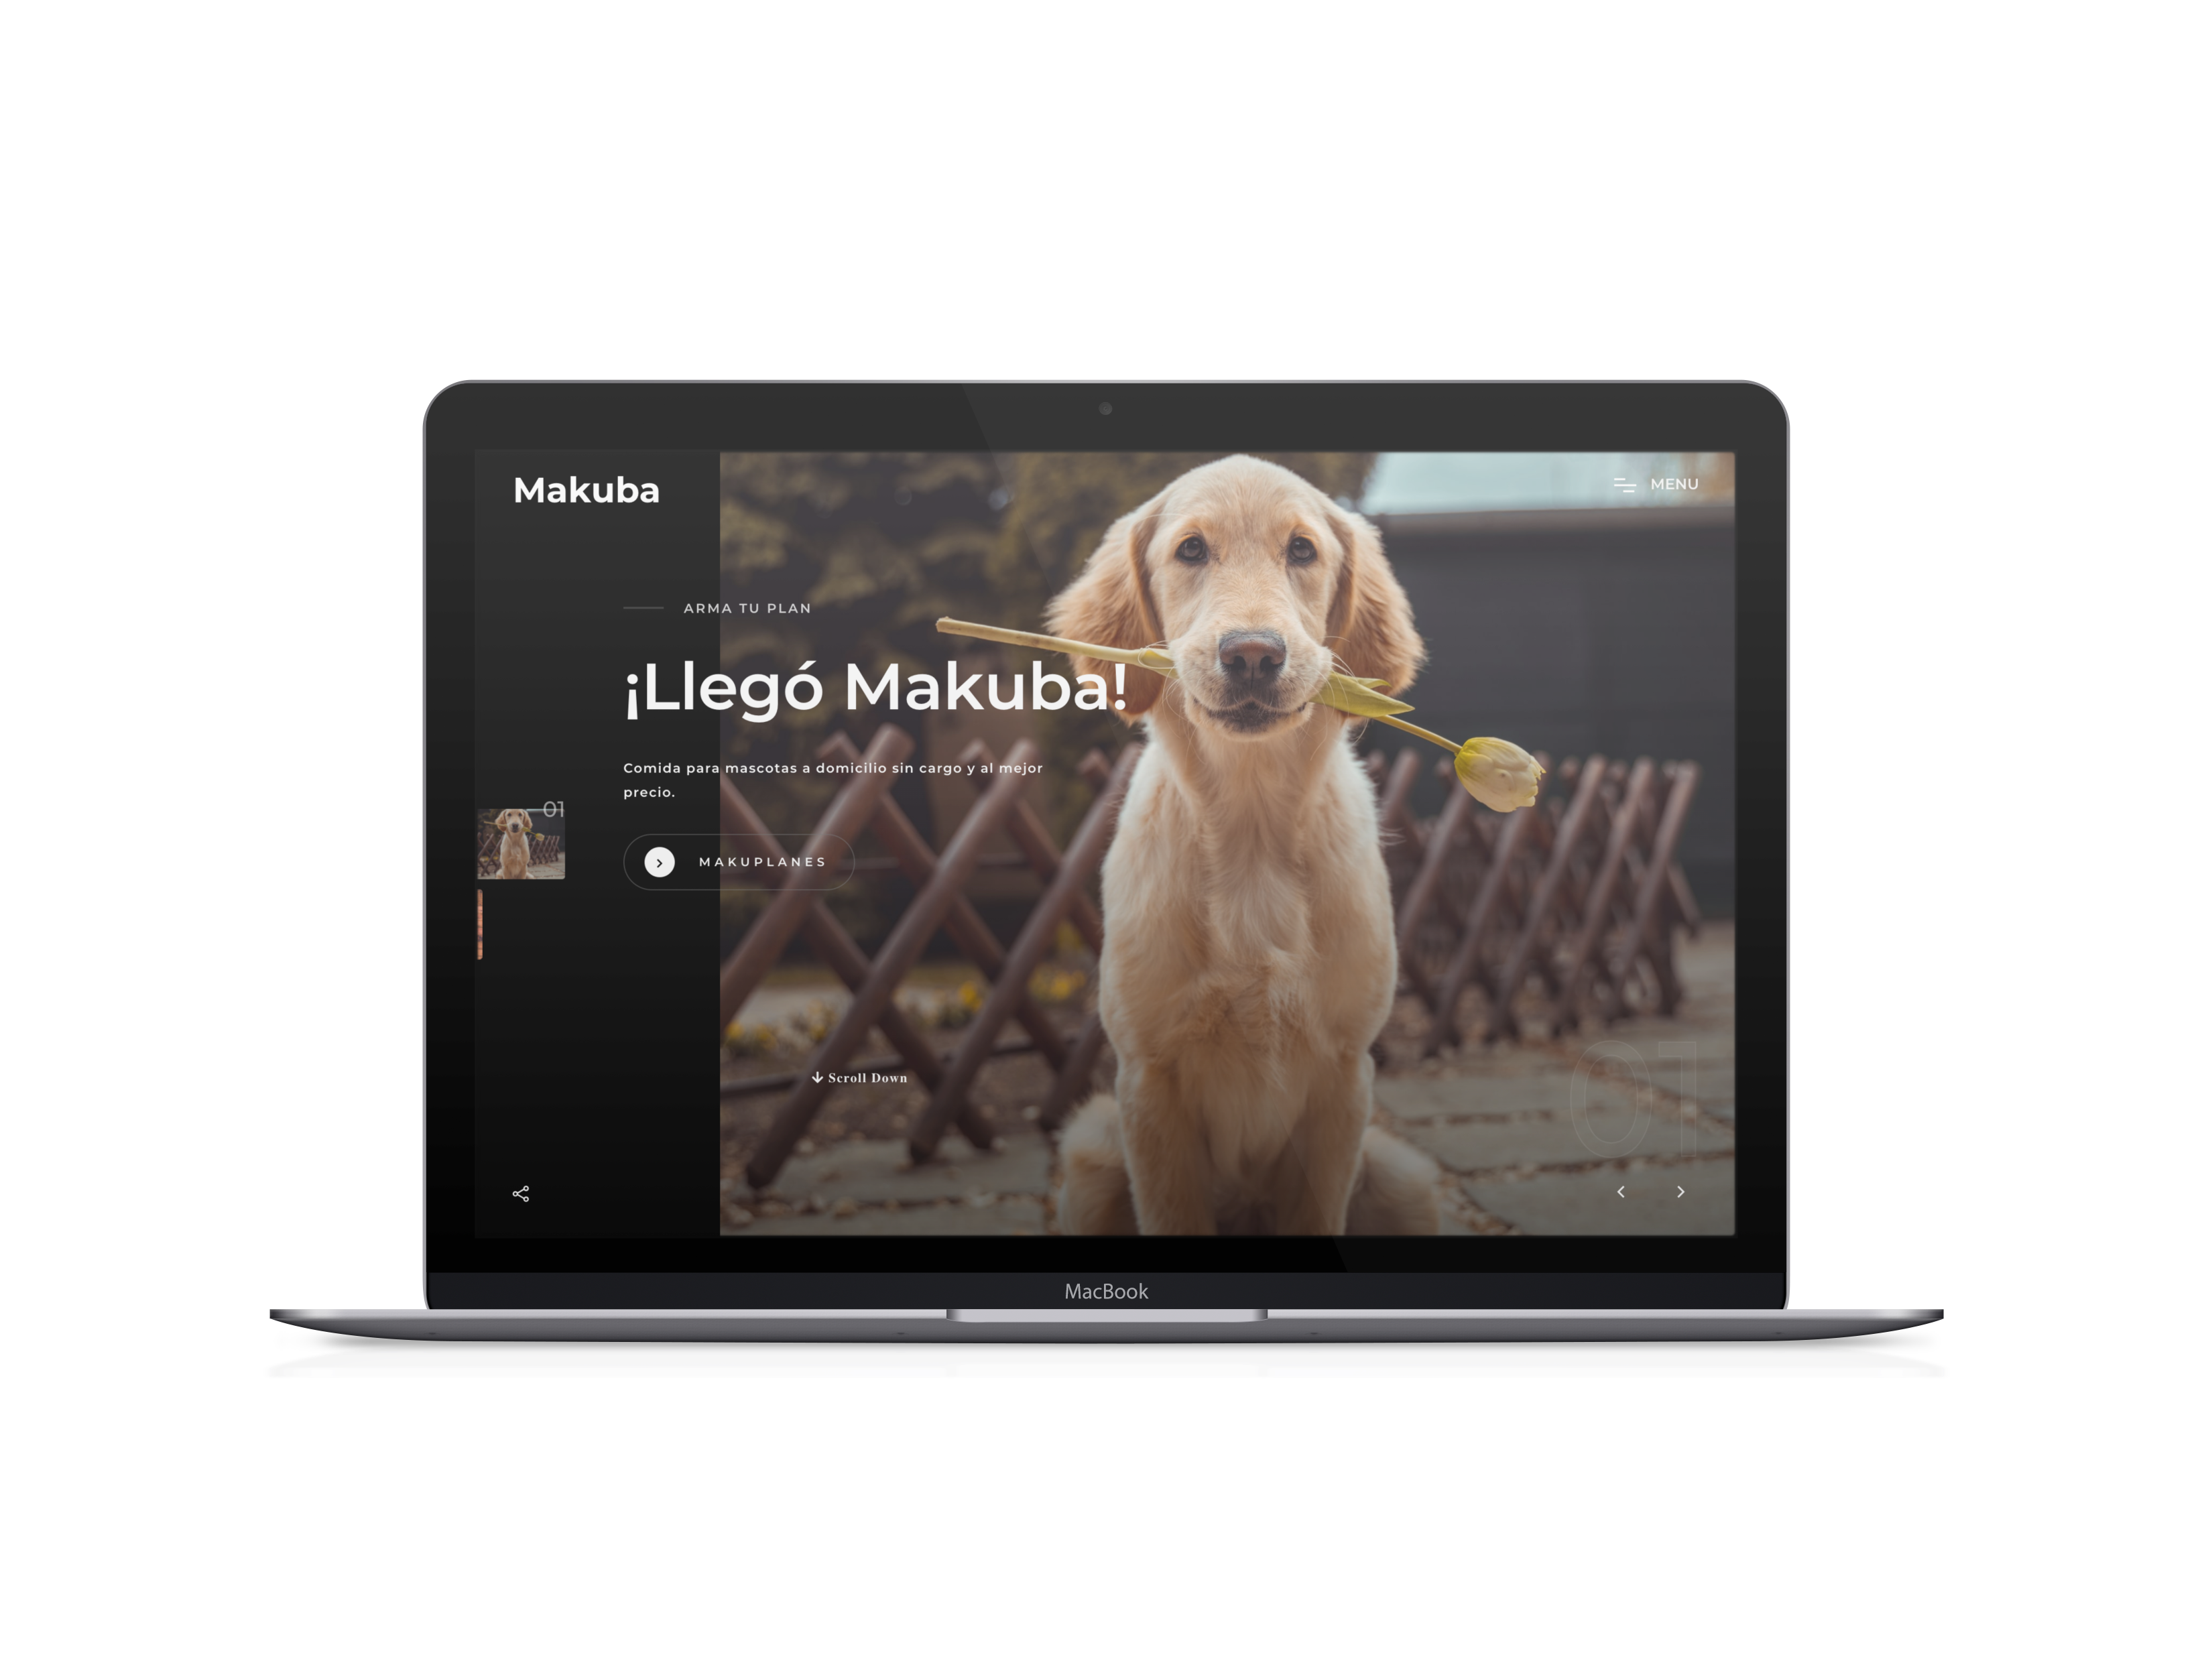 Makuba
MENU
ARMA TU PLAN
¡Llegó Makuba!
Comida para mascotas a domicilio sin cargo y al mejor
precio.
01
MAKUPLANES
Scroll Down
01
MacBook